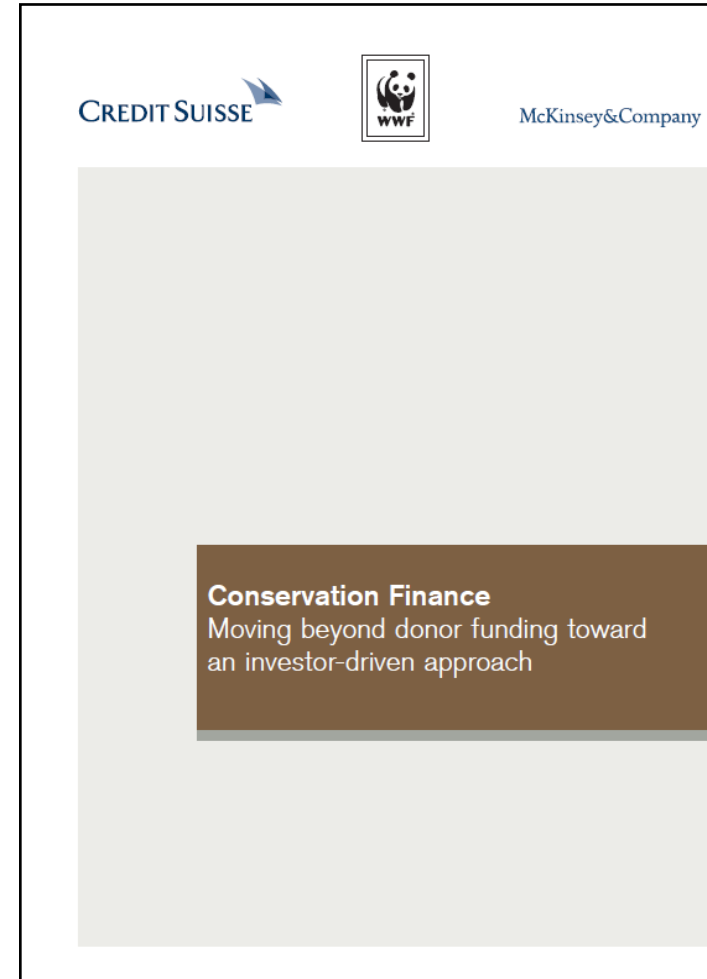 CREDIT SUISSE
WWF
McKinsey&Company
Conservation Finance
Moving beyond donor funding toward
an investor-driven approach